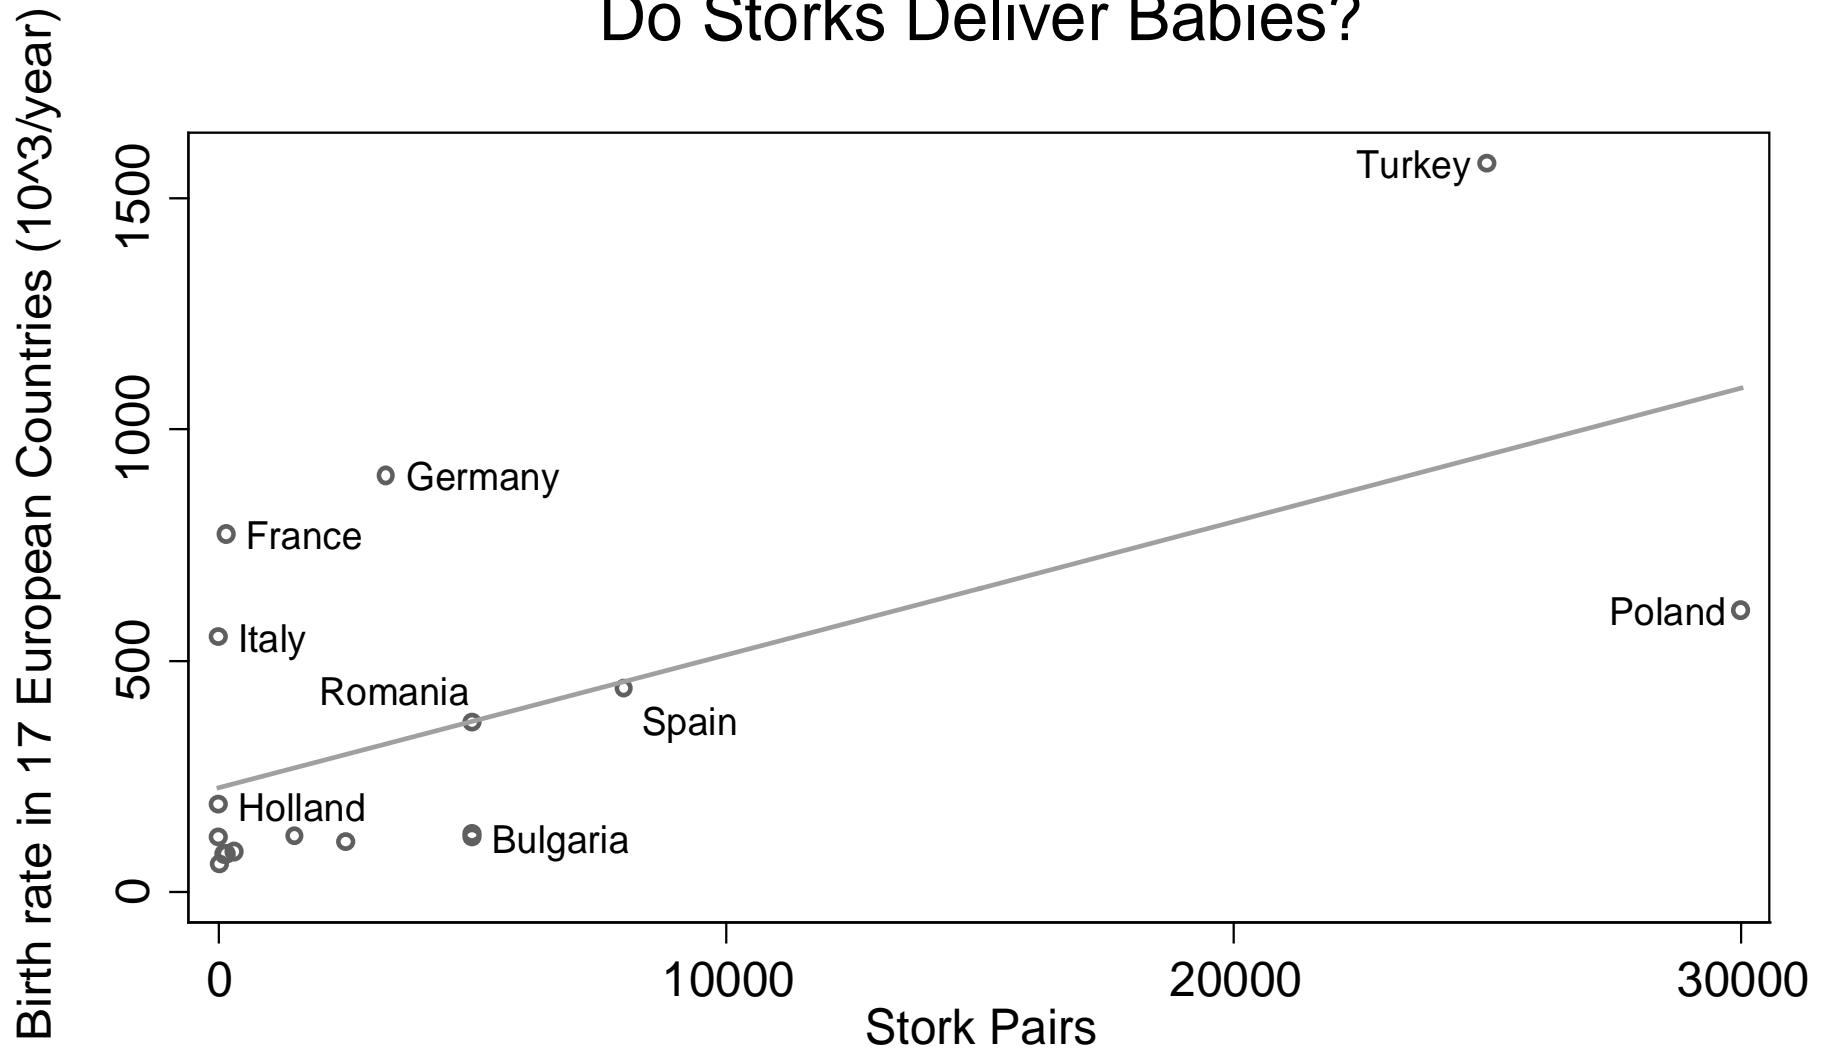 Do Storks Deliver Babies?
Birth rate in 17 European Countries (10^3/year)
1500
1000
500
0
Turkey
Germany
France
Poland
Italy
Romania
Spain
Holland
Bulgaria
0
10000
20000
30000
Stork Pairs